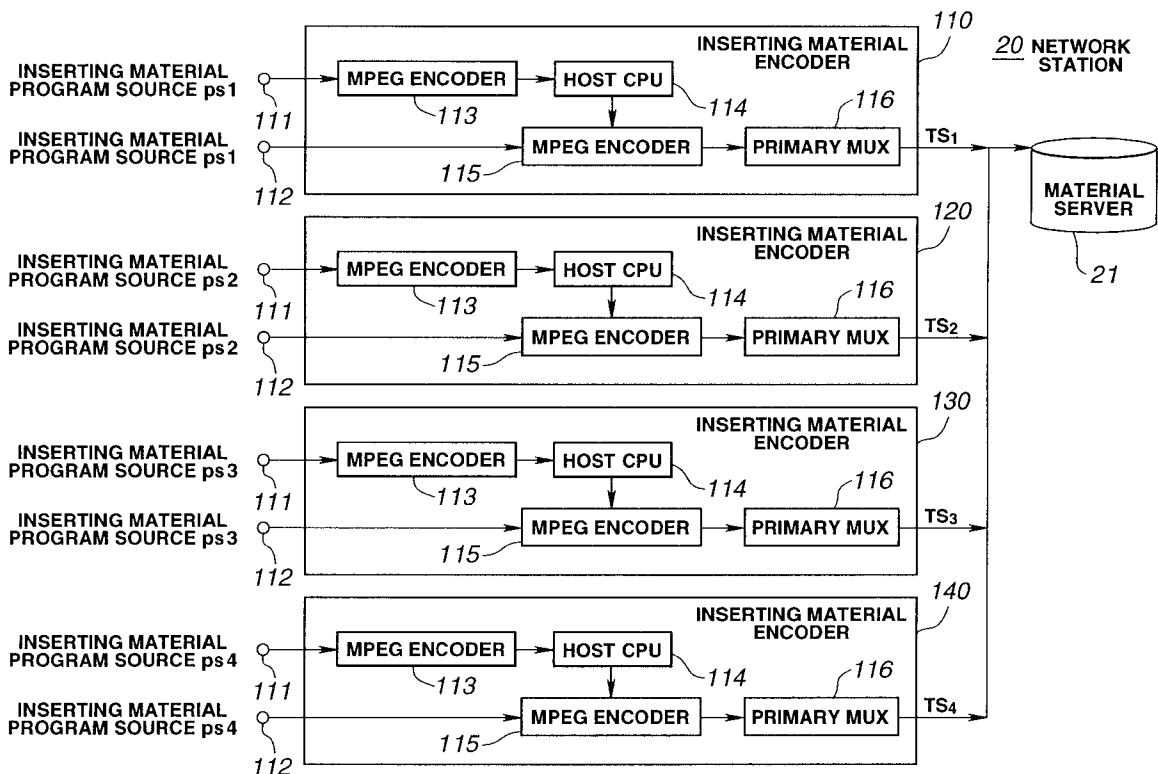 INSERTING MATERIAL
ENCODER
110
20 NETWORK
STATION
INSERTING MATERIAL
PROGRAM SOURCE ps1
111
MPEG ENCODER
113
HOST CPU
114
116
INSERTING MATERIAL
PROGRAM SOURCE ps1
112
MPEG ENCODER
115
PRIMARY MUX
TS1
MATERIAL
SERVER
21
INSERTING MATERIAL
ENCODER
120
INSERTING MATERIAL
PROGRAM SOURCE ps2
111
MPEG ENCODER
113
HOST CPU
114
116
INSERTING MATERIAL
PROGRAM SOURCE ps2
112
MPEG ENCODER
115
PRIMARY MUX
TS2
INSERTING MATERIAL
ENCODER
130
INSERTING MATERIAL
PROGRAM SOURCE ps3
111
MPEG ENCODER
113
HOST CPU
114
116
INSERTING MATERIAL
PROGRAM SOURCE ps3
112
MPEG ENCODER
115
PRIMARY MUX
TS3
INSERTING MATERIAL
ENCODER
140
INSERTING MATERIAL
PROGRAM SOURCE ps4
111
MPEG ENCODER
113
HOST CPU
114
116
INSERTING MATERIAL
PROGRAM SOURCE ps4
112
MPEG ENCODER
115
PRIMARY MUX
TS4